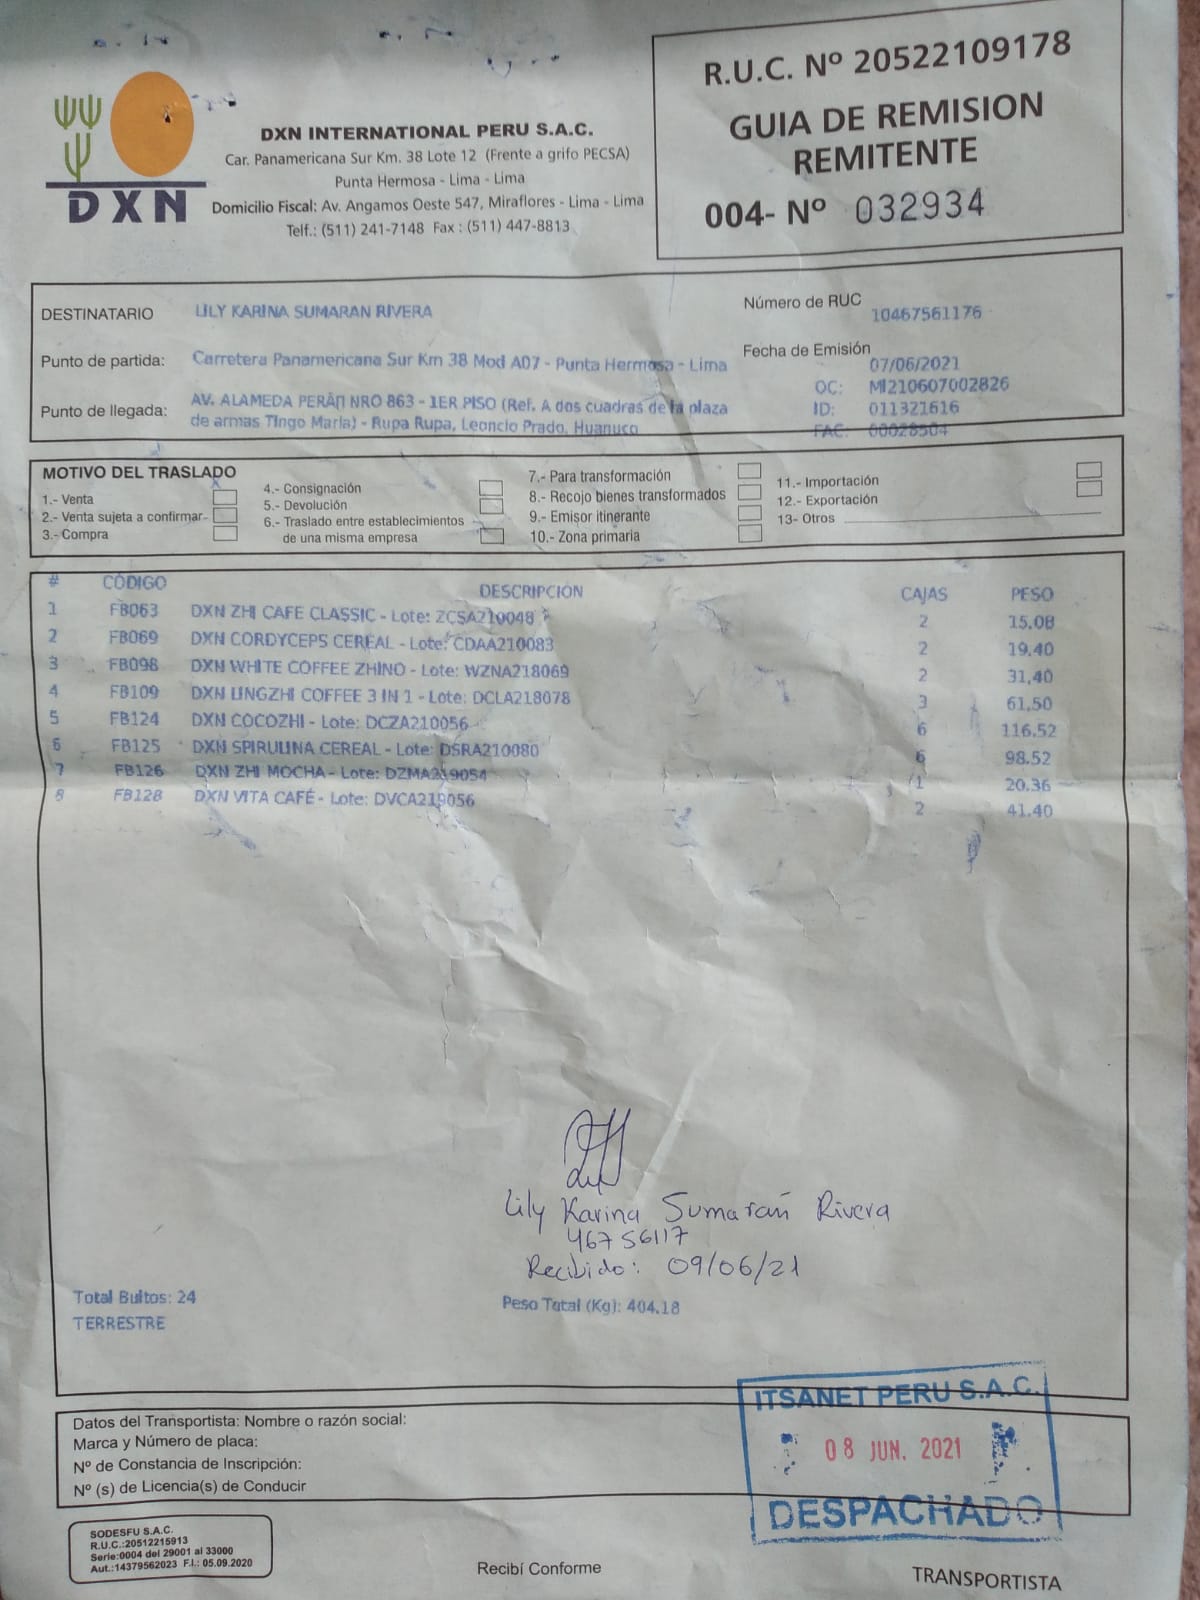 R.U.C. Nº 20522109178
GUIA DE REMISION
REMITENTE
004- Nº 032934
DXN
DXN INTERNATIONAL PERU S.A.C.
Car. Panamericana Sur Km. 38 Lote 12 (Frente a grifo PECSA)
Punta Hermosa - Lima - Lima
Domicilio Fiscal: Av. Angamos Oeste 547, Miraflores - Lima - Lima
Telf.: (511) 241-7148 Fax : (511) 447-8813
DESTINATARIO LILY KARINA SUMARAN RIVERA
Número de RUC 10467561176
Punto de partida: Carretera Panamericana Sur Km 38 Mod A07 - Punta Hermosa - Lima
Fecha de Emisión 07/06/2021
OC: MI210607002826
Punto de llegada: AV. ALAMEDA PERÃ NRO 863 - 1ER PISO (Ref. A dos cuadras de la plaza
de armas Tingo Maria) - Rupa Rupa, Leoncio Prado, Huanuco
ID: 011321616
FAC: 00028504
MOTIVO DEL TRASLADO
1.- Venta
2.- Venta sujeta a confirmar
3.- Compra
4.- Consignación
5.- Devolución
6.- Traslado entre establecimientos
de una misma empresa
7.- Para transformación
8.- Recojo bienes transformados
9.- Emisor itinerante
10.- Zona primaria
11.- Importación
12.- Exportación
13- Otros
# CÓDIGO DESCRIPCIÓN CAJAS PESO
1 FB063 DXN ZHI CAFE CLASSIC - Lote: ZCSA210048 2 15.08
2 FB069 DXN CORDYCEPS CEREAL - Lote: CDAA210083 2 19.40
3 FB098 DXN WHITE COFFEE ZHINO - Lote: WZNA218069 2 31,40
4 FB109 DXN LINGZHI COFFEE 3 IN 1 - Lote: DCLA218078 3 61,50
5 FB124 DXN COCOZHI - Lote: DCZA210056 6 116.52
6 FB125 DXN SPIRULINA CEREAL - Lote: DSRA210080 6 98.52
7 FB126 DXN ZHI MOCHA - Lote: DZMA219054 1 20.36
8 FB128 DXN VITA CAFÉ - Lote: DVCA219056 2 41.40
Lily Karina Sumarán Rivera
46756117
Recibido: 09/06/21
Total Bultos: 24
Peso Total (Kg): 404.18
TERRESTRE
ITSANET PERU S.A.C.
08 JUN. 2021
DESPACHADO
Datos del Transportista: Nombre o razón social:
Marca y Número de placa:
Nº de Constancia de Inscripción:
Nº (s) de Licencia(s) de Conducir
SODESFU S.A.C.
R.U.C.:20512215913
Serie:0004 del 29001 al 33000
Aut.:14379562023 F.I.: 05.09.2020
Recibí Conforme
TRANSPORTISTA